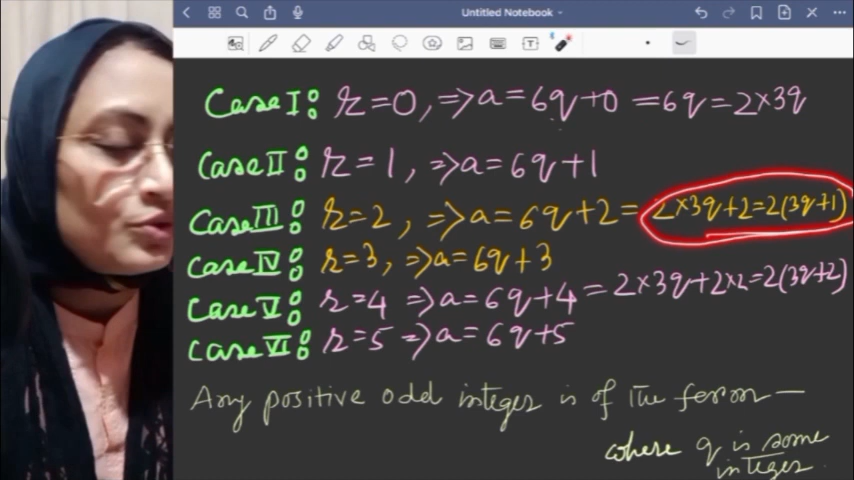 Untitled Notebook
Case I: r=0, ⇒a=6q+0 =6q=2×3q
Case II: r=1, ⇒a=6q+1
Case III: r=2, ⇒a=6q+2= 2×3q+2=2(3q+1)
Case IV: r=3, ⇒a=6q+3
Case V: r=4 ⇒a=6q+4=2×3q+2×2=2(3q+2)
Case VI: r=5 ⇒a=6q+5
Any positive odd integer is of the form —
where q is some
integer.